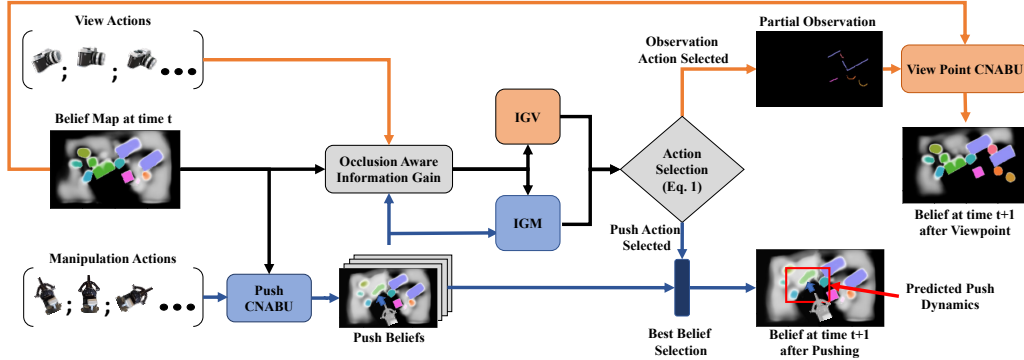 View Actions
; ; ...
Partial Observation
Observation
Action Selected
View Point CNABU
Belief Map at time t
IGV
Occlusion Aware
Information Gain
Action
Selection
(Eq. 1)
IGM
Belief at time t+1
after Viewpoint
Push Action
Selected
Manipulation Actions
; ; ...
Push
CNABU
Push Beliefs
Predicted Push
Dynamics
Best Belief
Selection
Belief at time t+1
after Pushing